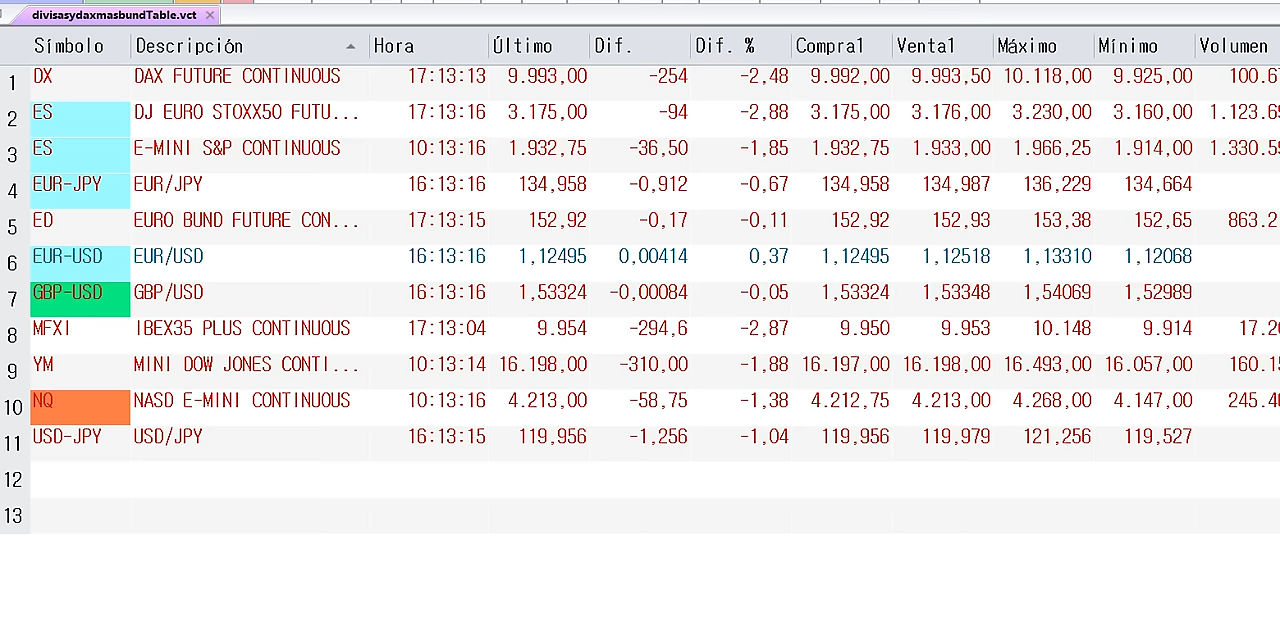 divisasydaxmasbundTable.vct
Símbolo Descripción Hora Último Dif. Dif. % Compra1 Venta1 Máximo Mínimo Volumen
1 DX DAX FUTURE CONTINUOUS 17:13:13 9.993,00 -254 -2,48 9.992,00 9.993,50 10.118,00 9.925,00
2 ES DJ EURO STOXX50 FUTU... 17:13:16 3.175,00 -94 -2,88 3.175,00 3.176,00 3.230,00 3.160,00
3 ES E-MINI S&P CONTINUOUS 10:13:16 1.932,75 -36,50 -1,85 1.932,75 1.933,00 1.966,25 1.914,00
4 EUR-JPY EUR/JPY 16:13:16 134,958 -0,912 -0,67 134,958 134,987 136,229 134,664
5 ED EURO BUND FUTURE CON... 17:13:15 152,92 -0,17 -0,11 152,92 152,93 153,38 152,65
6 EUR-USD EUR/USD 16:13:16 1,12495 0,00414 0,37 1,12495 1,12518 1,13310 1,12068
7 GBP-USD GBP/USD 16:13:16 1,53324 -0,00084 -0,05 1,53324 1,53348 1,54069 1,52989
8 MFXI IBEX35 PLUS CONTINUOUS 17:13:04 9.954 -294,6 -2,87 9.950 9.953 10.148 9.914
9 YM MINI DOW JONES CONTI... 10:13:14 16.198,00 -310,00 -1,88 16.197,00 16.198,00 16.493,00 16.057,00
10 NQ NASD E-MINI CONTINUOUS 10:13:16 4.213,00 -58,75 -1,38 4.212,75 4.213,00 4.268,00 4.147,00
11 USD-JPY USD/JPY 16:13:15 119,956 -1,256 -1,04 119,956 119,979 121,256 119,527
12
13